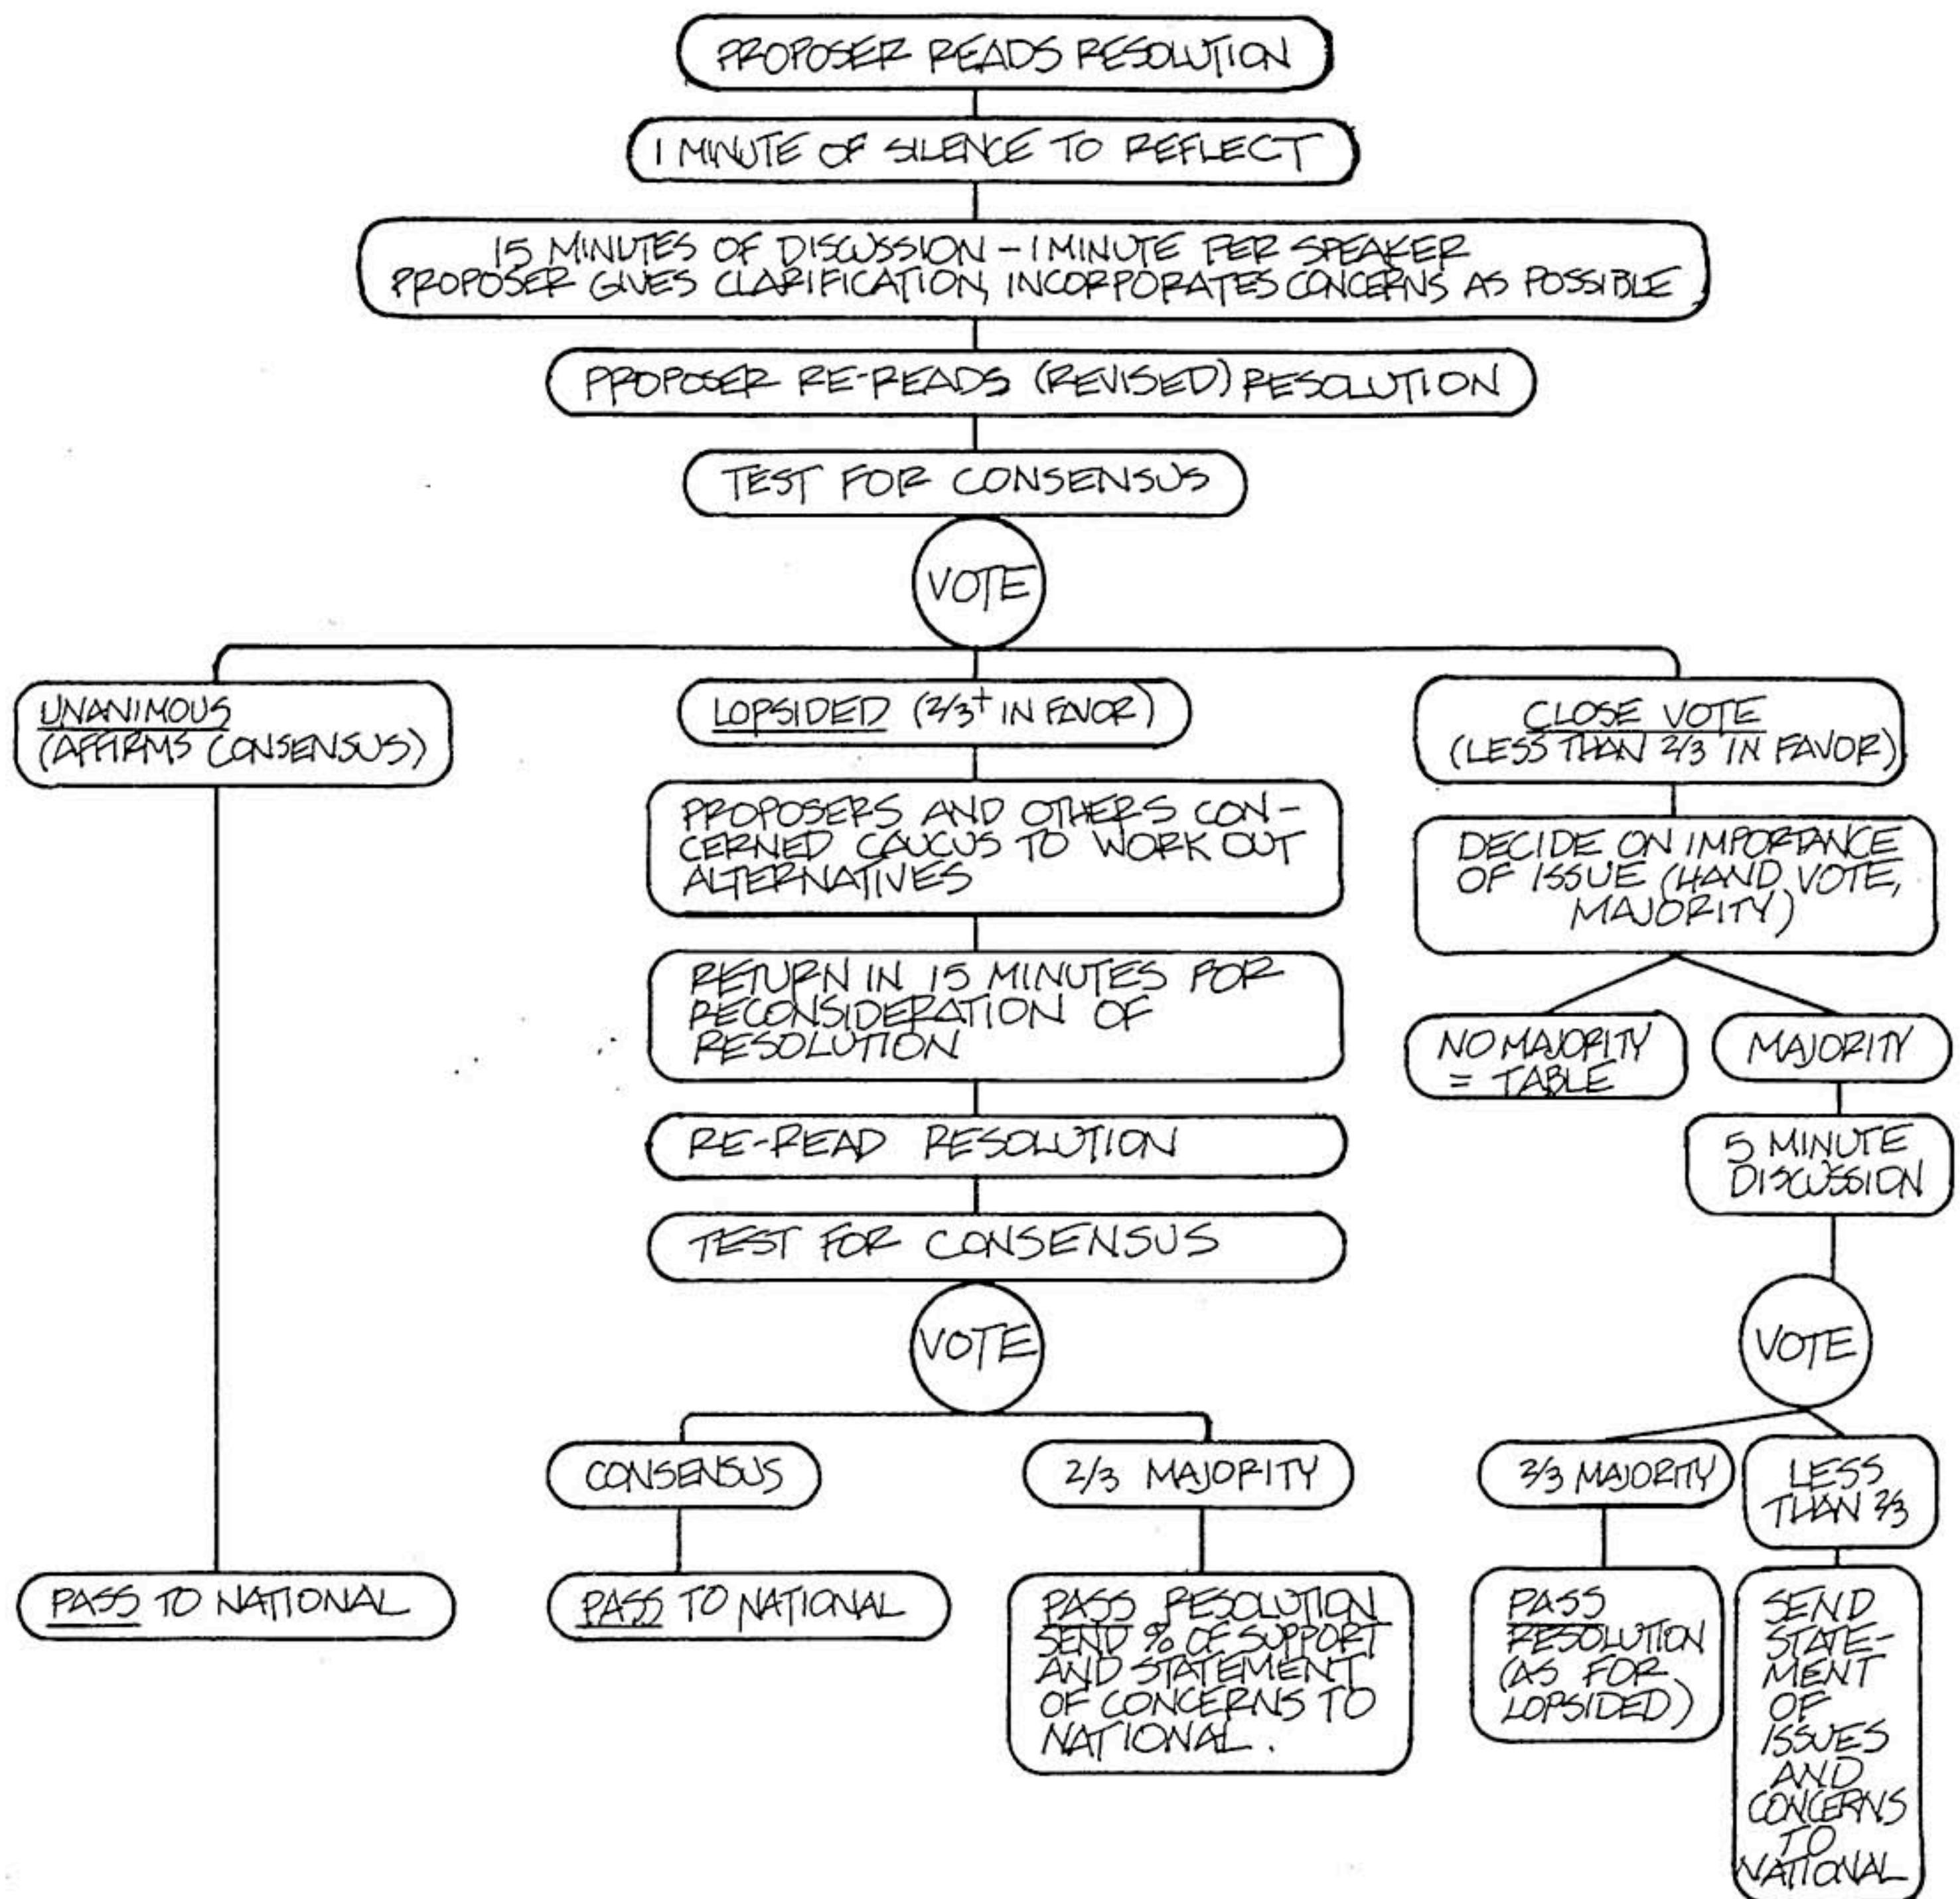 PROPOSER READS RESOLUTION
1 MINUTE OF SILENCE TO REFLECT
15 MINUTES OF DISCUSSION - 1 MINUTE PER SPEAKER
PROPOSER GIVES CLARIFICATION, INCORPORATES CONCERNS AS POSSIBLE
PROPOSER RE-READS (REVISED) RESOLUTION
TEST FOR CONSENSUS
VOTE
UNANIMOUS
(AFFIRMS CONSENSUS)
PASS TO NATIONAL
LOPSIDED (2/3+ IN FAVOR)
PROPOSERS AND OTHERS CON-
CERNED CAUCUS TO WORK OUT
ALTERNATIVES
RETURN IN 15 MINUTES FOR
RECONSIDERATION OF
RESOLUTION
RE-READ RESOLUTION
TEST FOR CONSENSUS
VOTE
CONSENSUS
PASS TO NATIONAL
2/3 MAJORITY
PASS RESOLUTION
SEND % OF SUPPORT
AND STATEMENT
OF CONCERNS TO
NATIONAL.
CLOSE VOTE
(LESS THAN 2/3 IN FAVOR)
DECIDE ON IMPORTANCE
OF ISSUE (HAND VOTE,
MAJORITY)
NO MAJORITY
= TABLE
MAJORITY
5 MINUTE
DISCUSSION
VOTE
2/3 MAJORITY
PASS
RESOLUTION
(AS FOR
LOPSIDED)
LESS
THAN 2/3
SEND
STATE-
MENT
OF
ISSUES
AND
CONCERNS
TO
NATIONAL